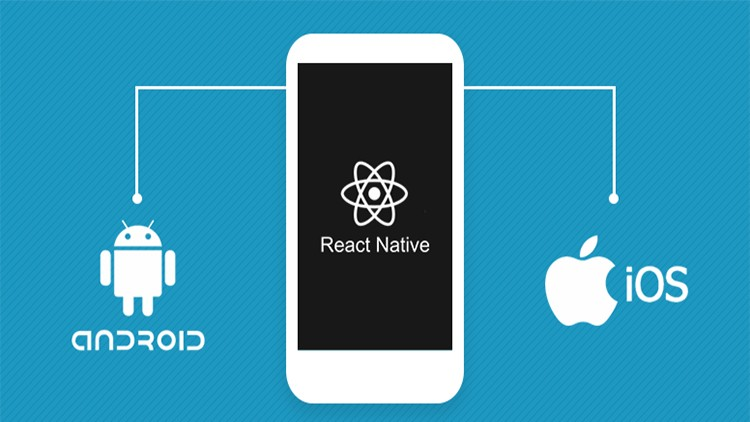 React Native
ANDROID
iOS